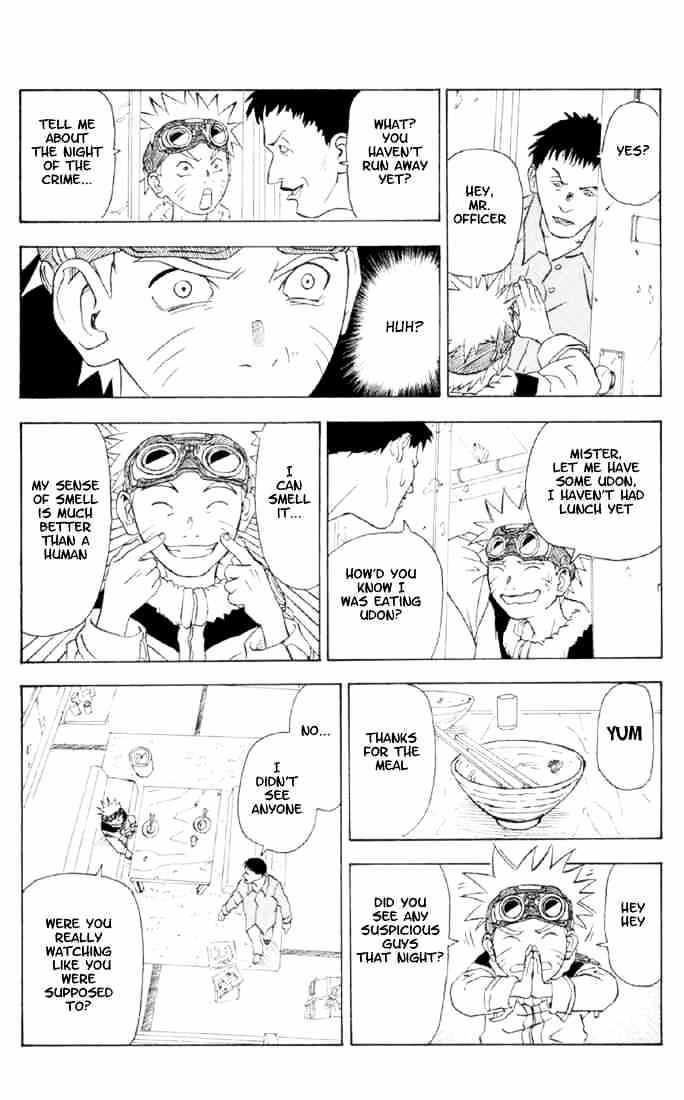 YES?
HEY,
MR.
OFFICER
WHAT?
YOU
HAVEN'T
RUN AWAY
YET?
TELL ME
ABOUT
THE NIGHT
OF THE
CRIME...
HUH?
MISTER,
LET ME HAVE
SOME UDON,
I HAVEN'T HAD
LUNCH YET
HOW'D YOU
KNOW I
WAS EATING
UDON?
I
CAN
SMELL
IT...
MY SENSE
OF SMELL
IS MUCH
BETTER
THAN A
HUMAN
YUM
THANKS
FOR THE
MEAL
HEY
HEY
DID YOU
SEE ANY
SUSPICIOUS
GUYS
THAT NIGHT?
NO...
I
DIDN'T
SEE
ANYONE
WERE YOU
REALLY
WATCHING
LIKE YOU
WERE
SUPPOSED
TO?